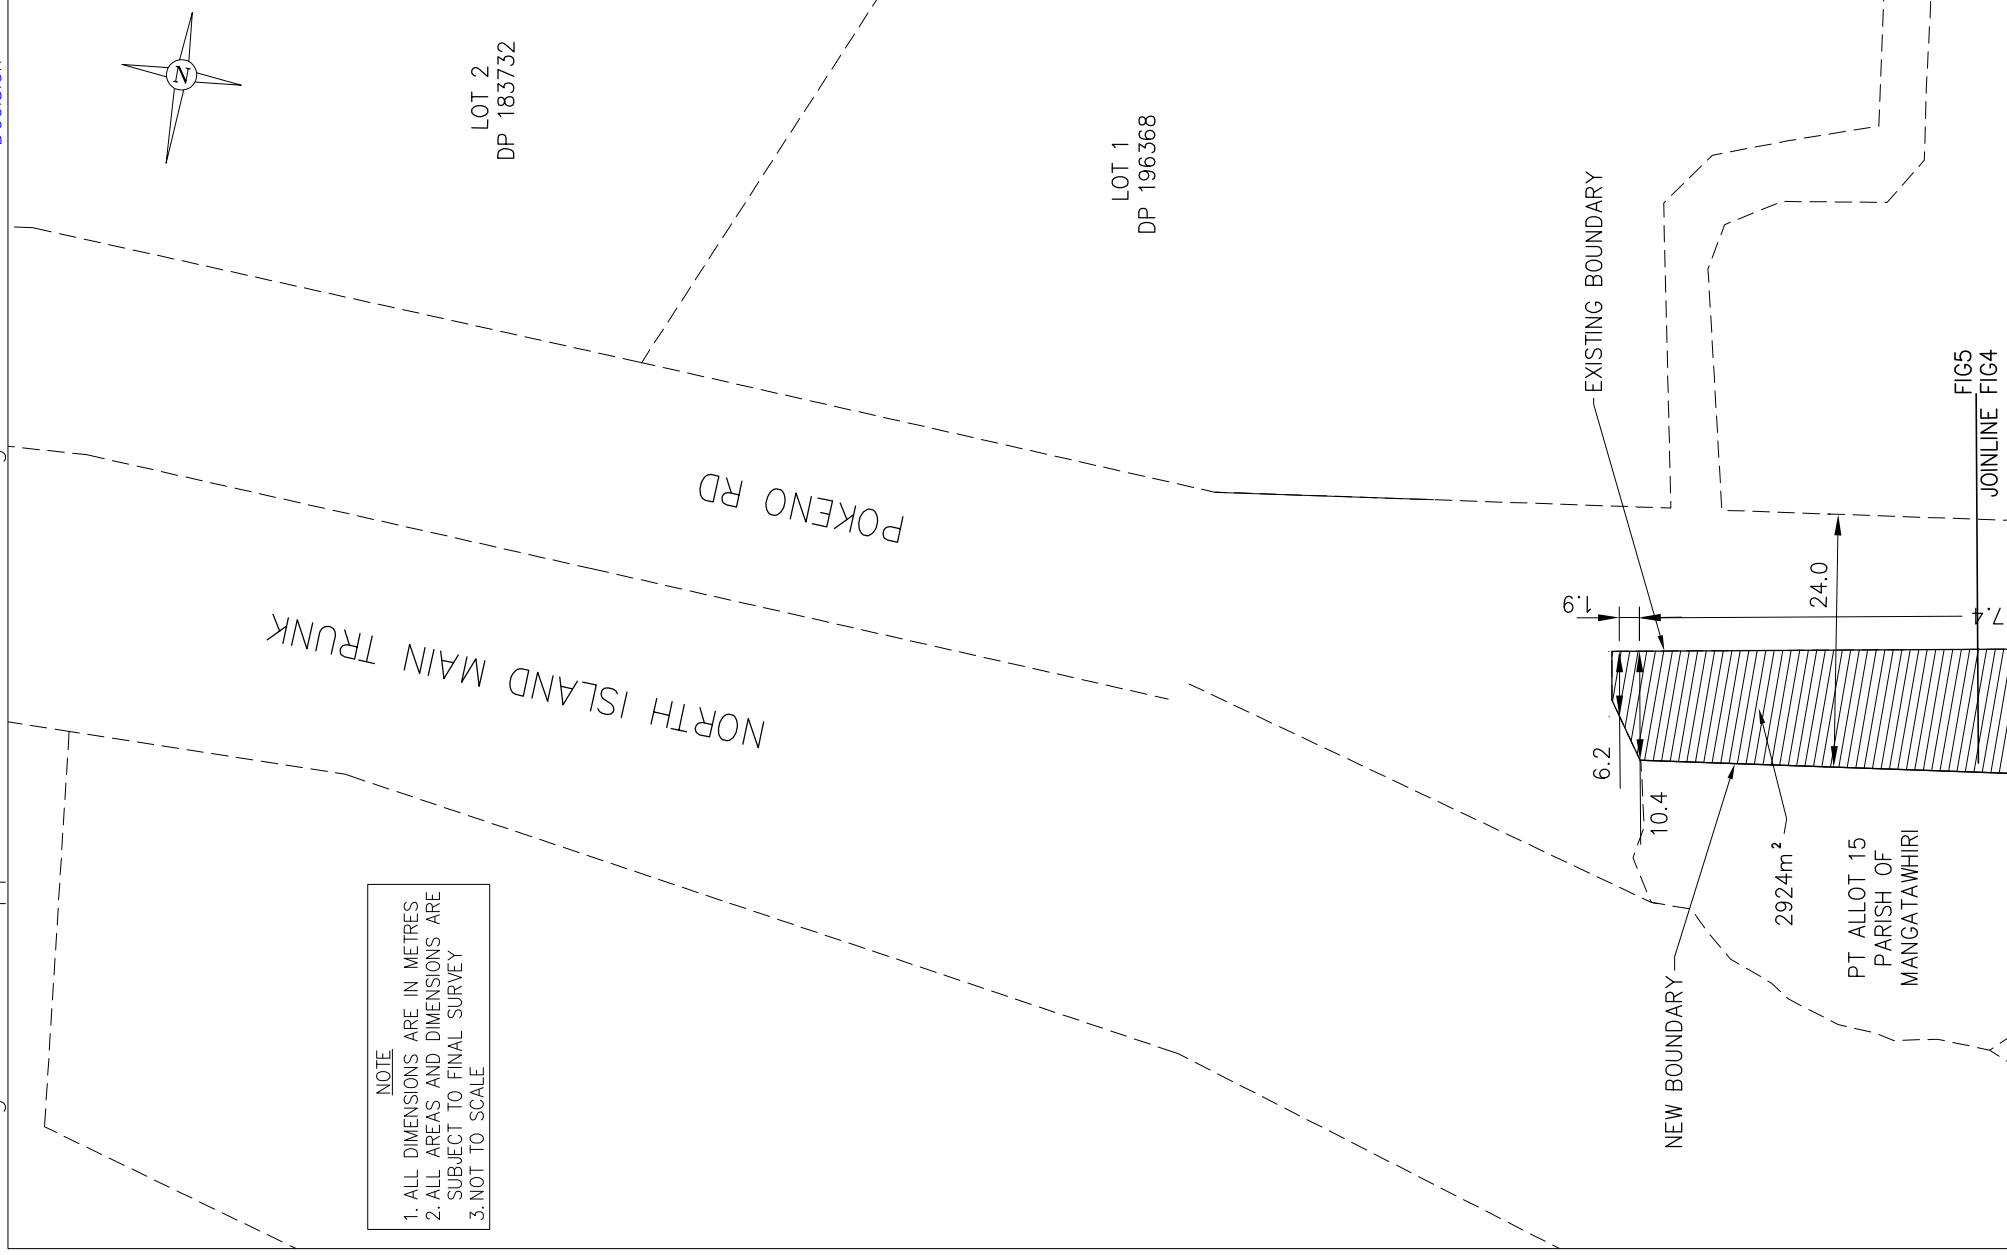 N
LOT 2
DP 183732
LOT 1
DP 196368
POKENO RD
NORTH ISLAND MAIN TRUNK
NOTE
1. ALL DIMENSIONS ARE IN METRES
2. ALL AREAS AND DIMENSIONS ARE
SUBJECT TO FINAL SURVEY
3. NOT TO SCALE
EXISTING BOUNDARY
1.9
24.0
7.4
6.2
10.4
NEW BOUNDARY
2924m²
PT ALLOT 15
PARISH OF
MANGATAWHIRI
FIG5
JOINLINE FIG4